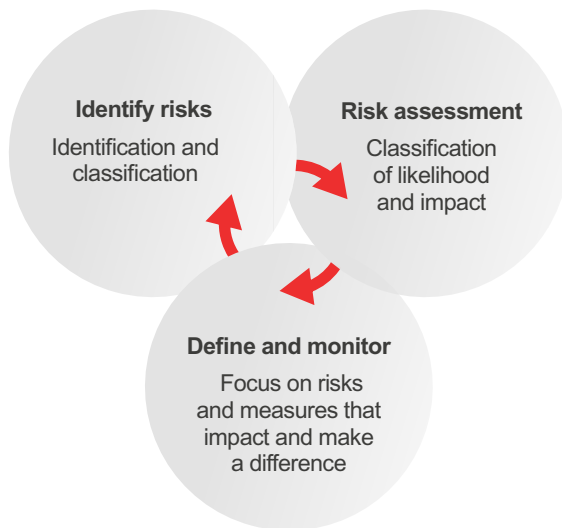 Identify risks
Identification and
classification
Risk assessment
Classification
of likelihood
and impact
Define and monitor
Focus on risks
and measures that
impact and make
a difference